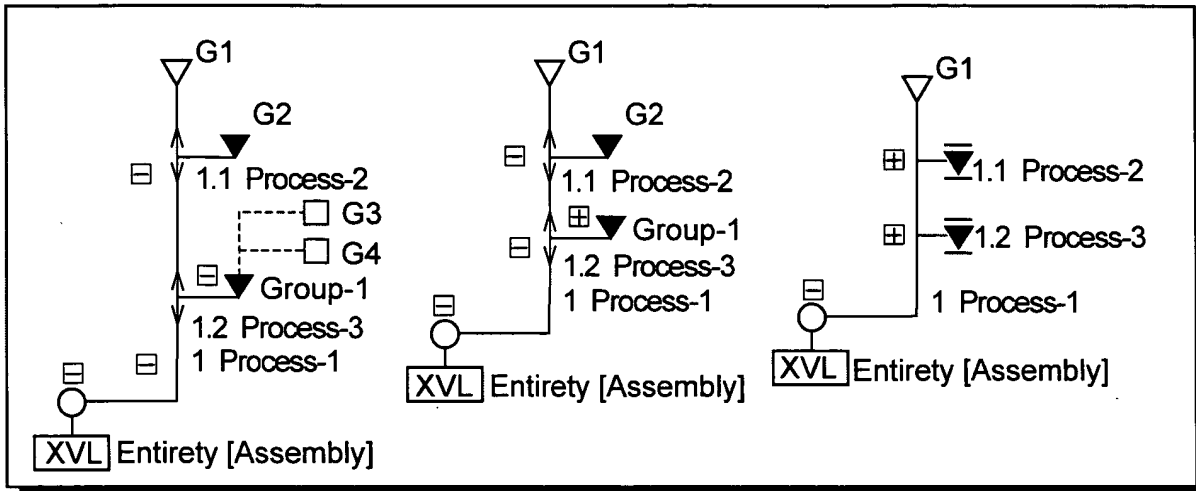 G1
G2
1.1 Process-2
G3
G4
Group-1
1.2 Process-3
1 Process-1
XVL Entirety [Assembly]
G1
G2
1.1 Process-2
Group-1
1.2 Process-3
1 Process-1
XVL Entirety [Assembly]
G1
1.1 Process-2
1.2 Process-3
1 Process-1
XVL Entirety [Assembly]